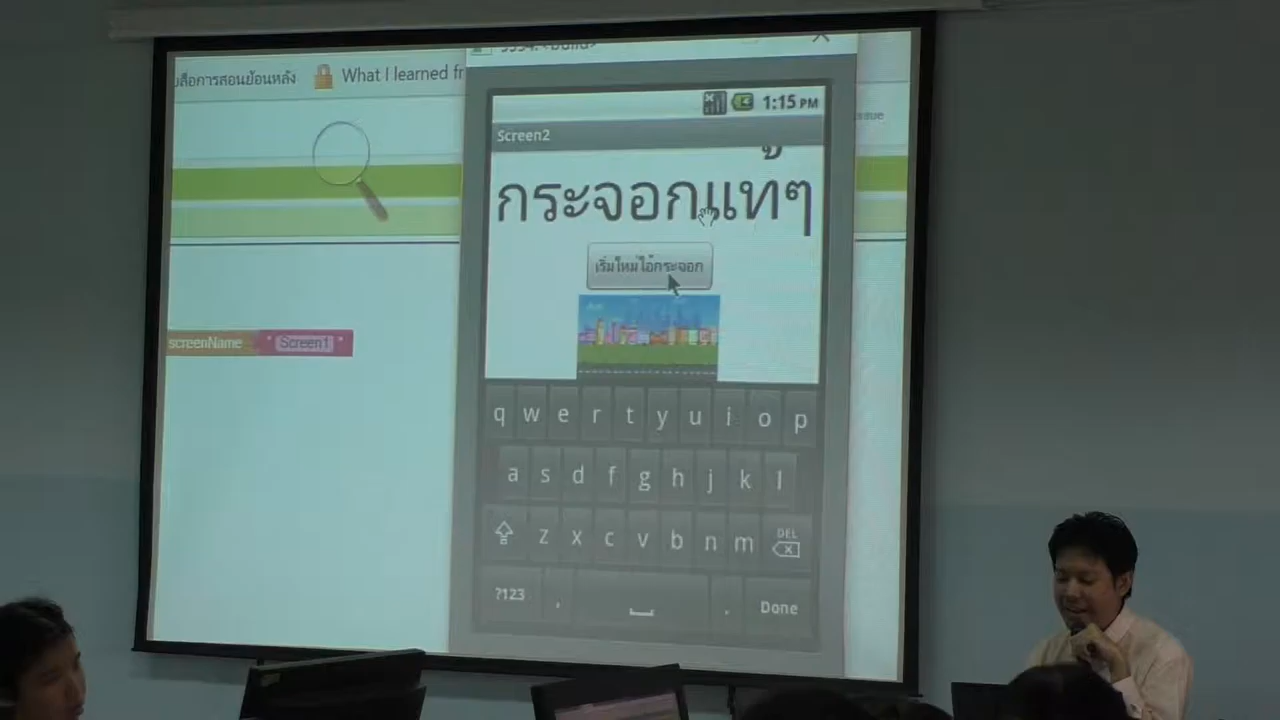 สื่อการสอนย้อนหลัง What I learned fr
1:15 PM
Screen2
กระจอกแท้ๆ
เริ่มใหม่ไอ้กระจอก
screenName " Screen1 "
q w e r t y u i o p
a s d f g h j k l
z x c v b n m DEL
?123 , . Done